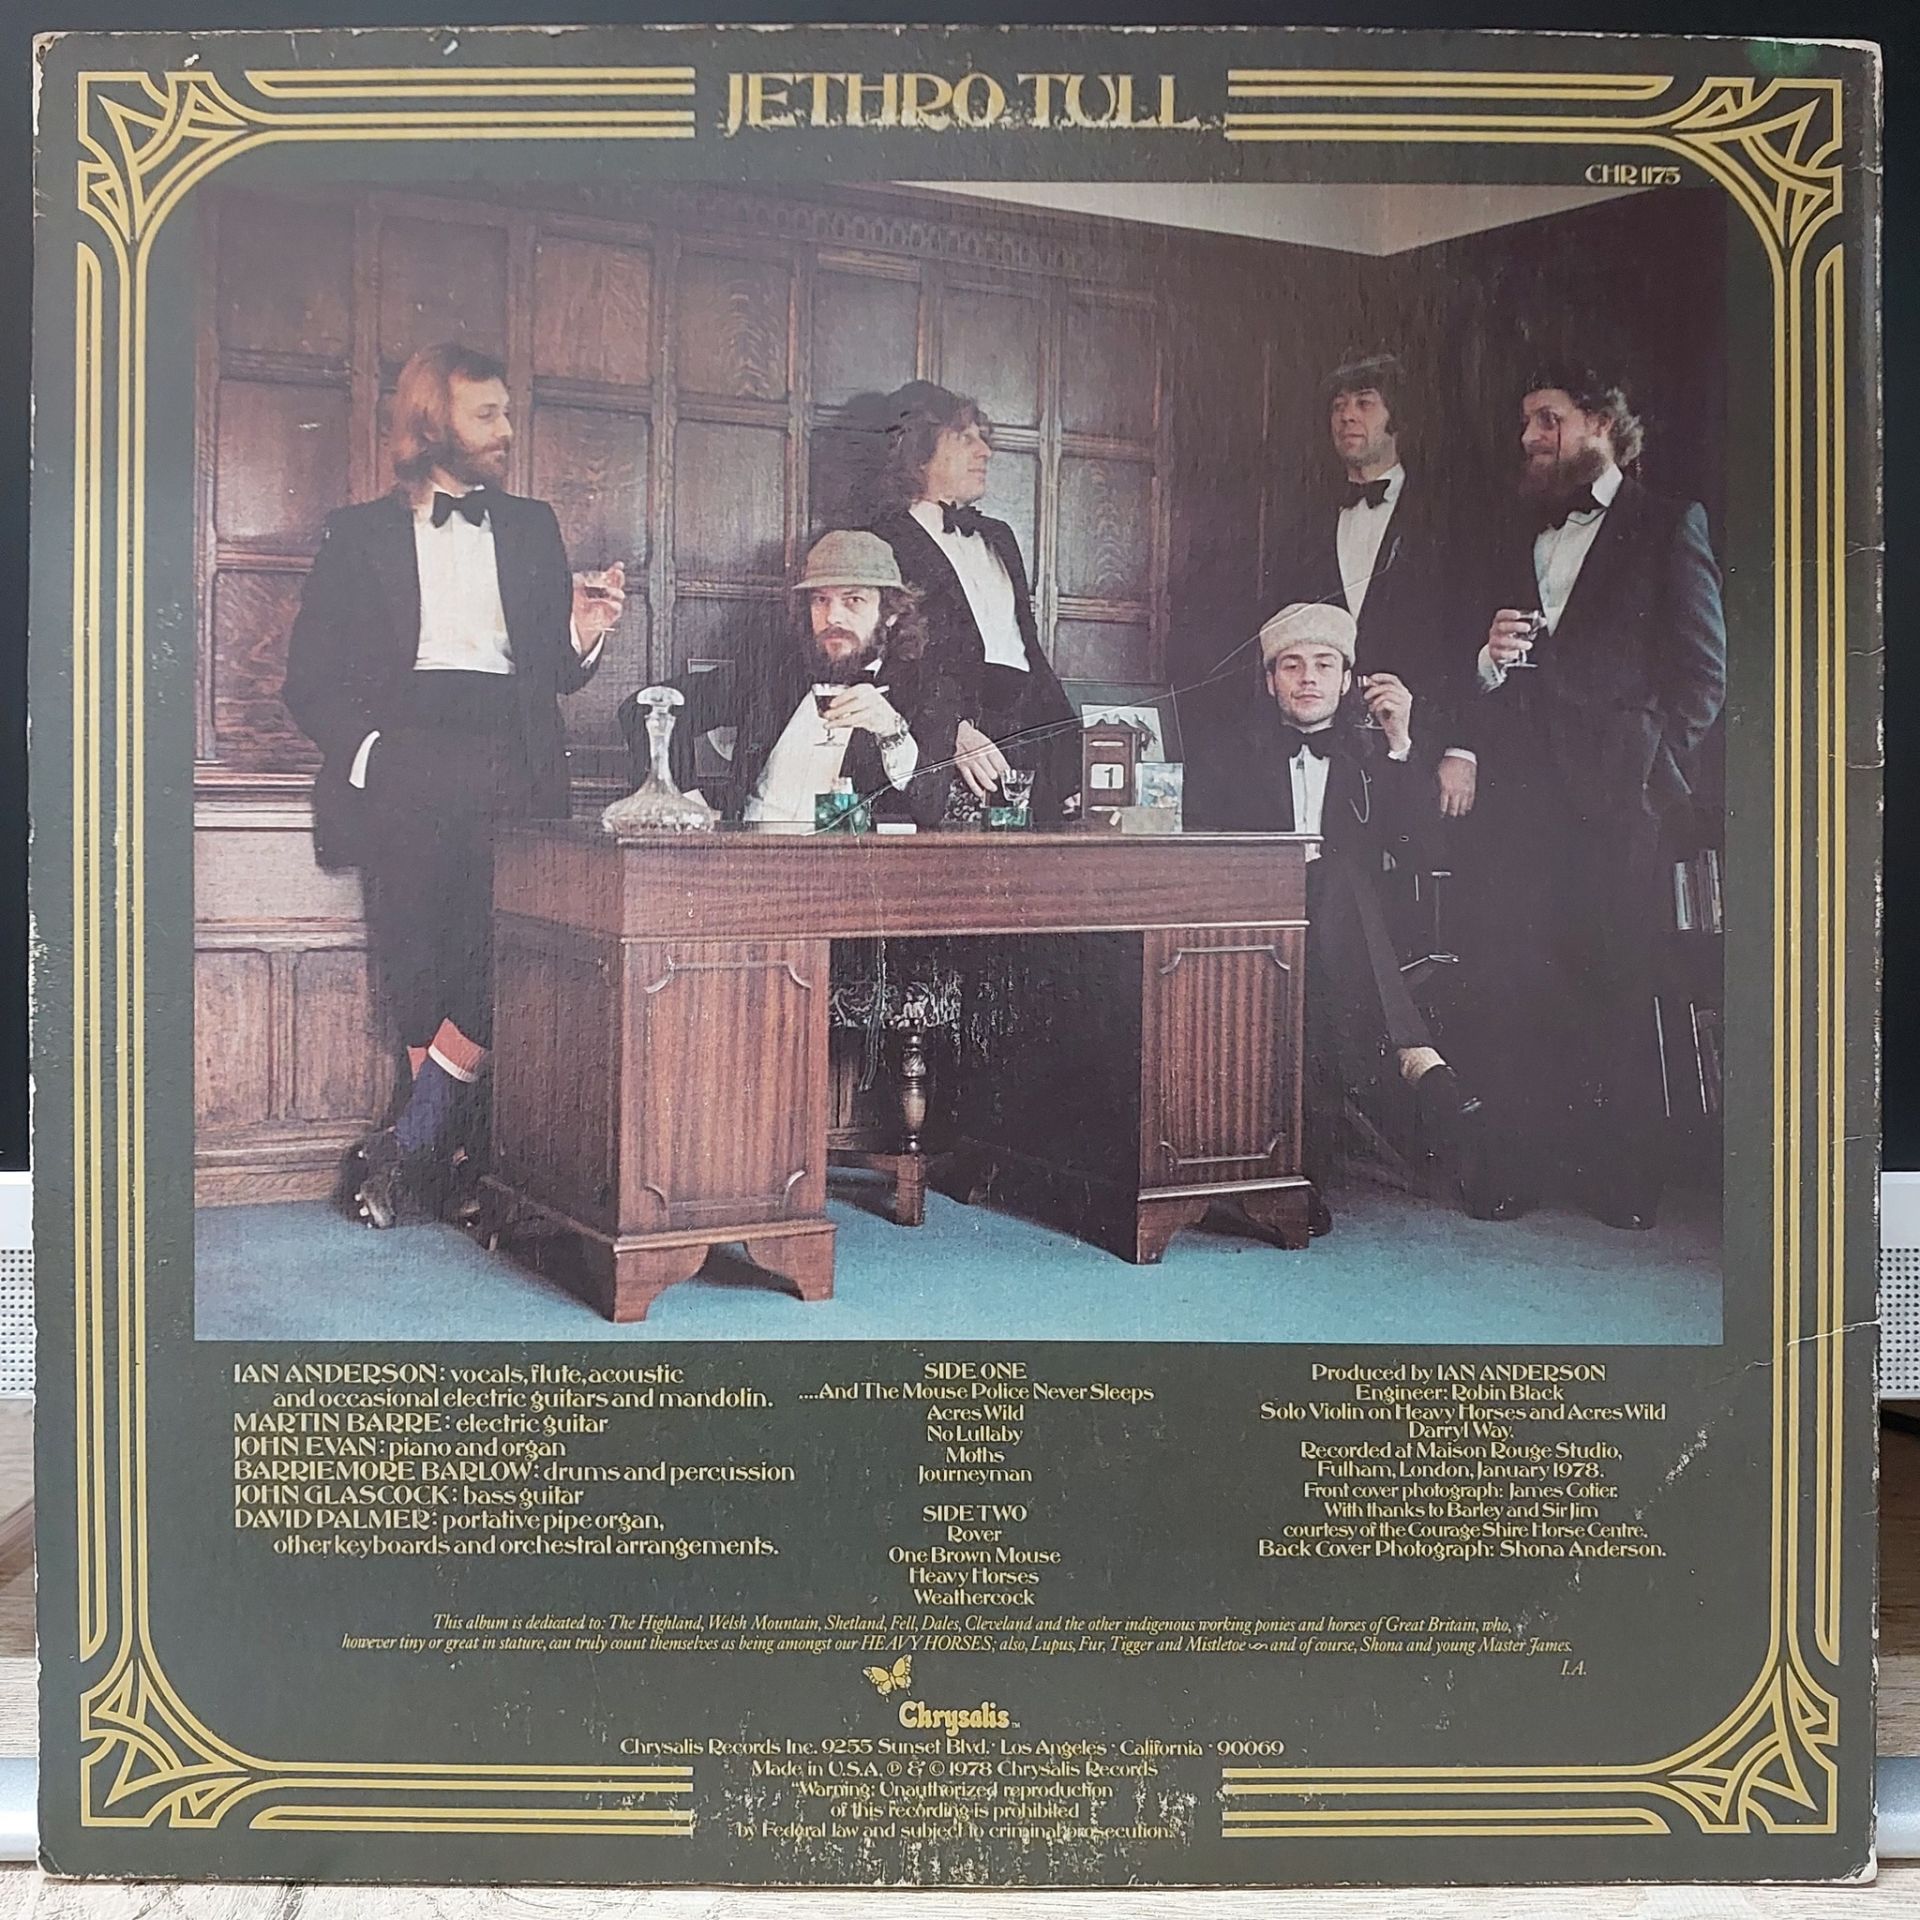 JETHRO TULL
CHR 1175
1
IAN ANDERSON: vocals, flute, acoustic
and occasional electric guitars and mandolin.
MARTIN BARRE: electric guitar
JOHN EVAN: piano and organ
BARRIEMORE BARLOW: drums and percussion
JOHN GLASCOCK: bass guitar
DAVID PALMER: portative pipe organ,
other keyboards and orchestral arrangements.
SIDE ONE
....And The Mouse Police Never Sleeps
Acres Wild
No Lullaby
Moths
Journeyman
SIDE TWO
Rover
One Brown Mouse
Heavy Horses
Weathercock
Produced by IAN ANDERSON
Engineer: Robin Black
Solo Violin on Heavy Horses and Acres Wild
Darryl Way.
Recorded at Maison Rouge Studio,
Fulham, London, January 1978.
Front cover photograph: James Cotier.
With thanks to Barley and Sir Jim
courtesy of the Courage Shire Horse Centre.
Back Cover Photograph: Shona Anderson.
This album is dedicated to: The Highland, Welsh Mountain, Shetland, Fell, Dales, Cleveland and the other indigenous working ponies and horses of Great Britain, who,
however tiny or great in stature, can truly count themselves as being amongst our HEAVY HORSES; also, Lupus, Fur, Tigger and Mistletoe ~ and of course, Shona and young Master James.
I.A.
Chrysalis TM
Chrysalis Records Inc. 9255 Sunset Blvd. · Los Angeles · California · 90069
Made in U.S.A. ℗ & © 1978 Chrysalis Records
"Warning: Unauthorized reproduction
of this recording is prohibited
by Federal law and subject to criminal prosecution."